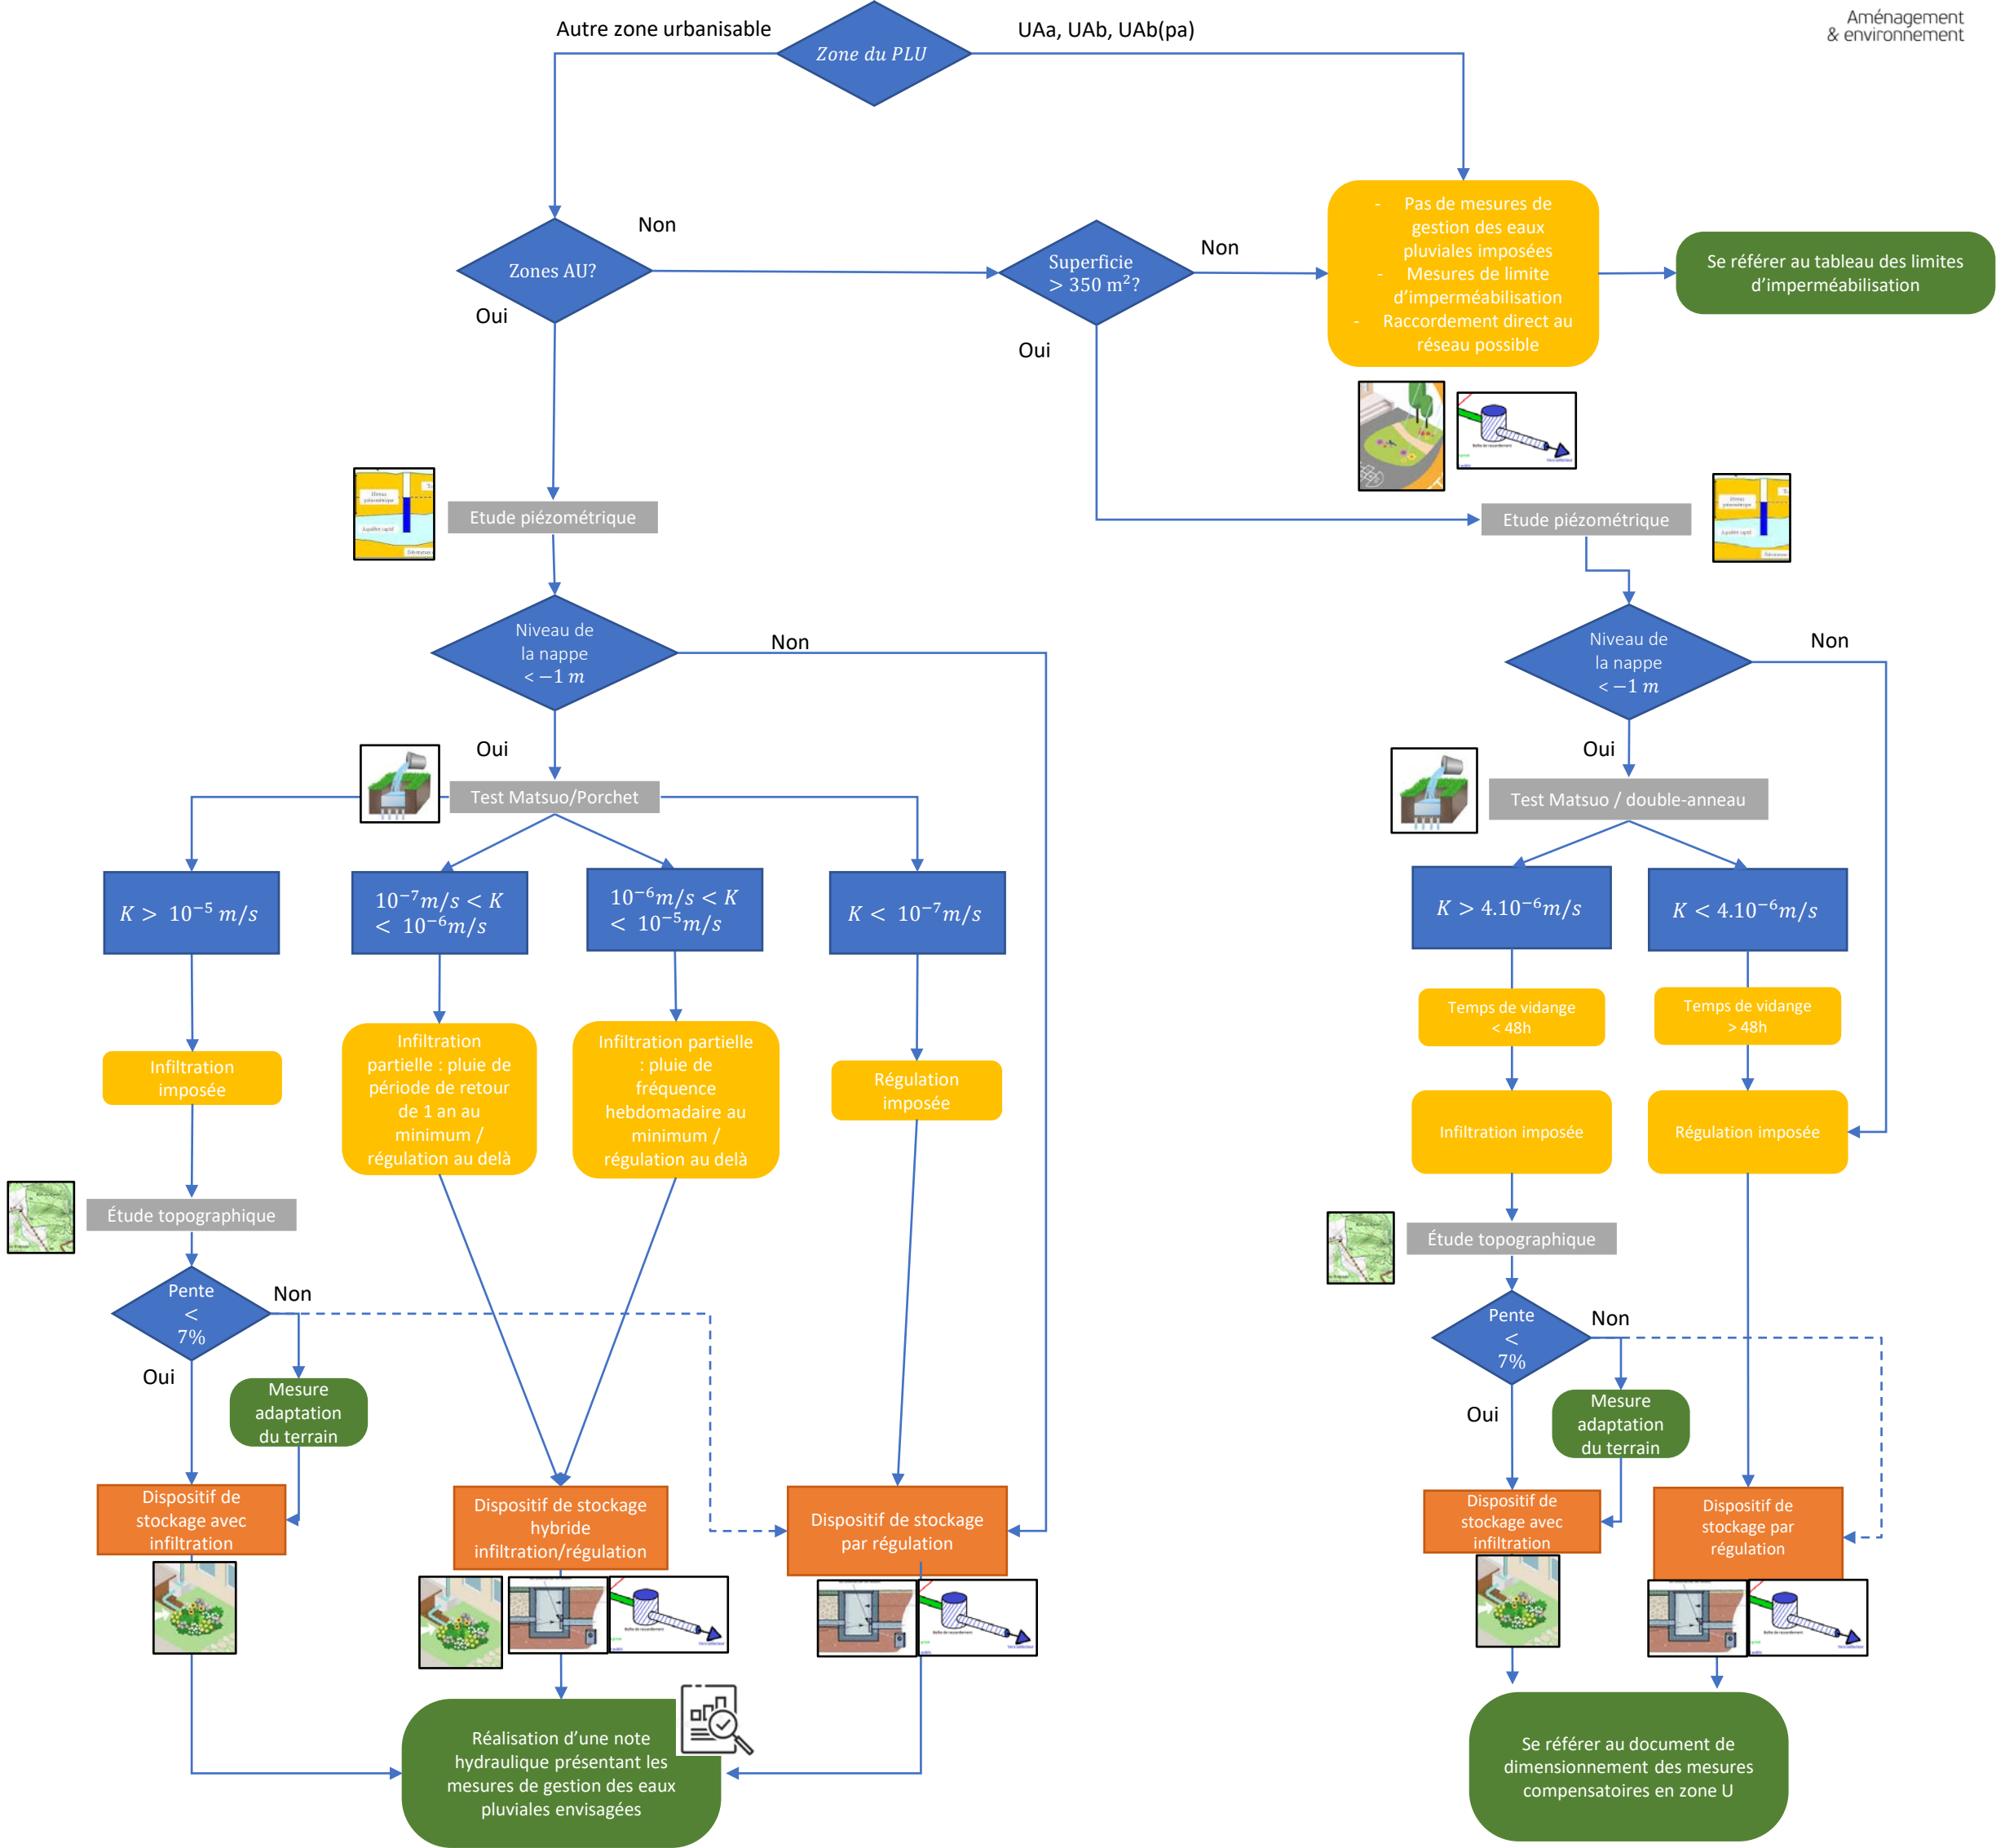 Aménagement
& environnement
Autre zone urbanisable
Zone du PLU
UAa, UAb, UAb(pa)
Zones AU?
Non
Oui
Superficie
> 350 m²?
Non
Oui
- Pas de mesures de
gestion des eaux
pluviales imposées
- Mesures de limite
d'imperméabilisation
- Raccordement direct au
réseau possible
Se référer au tableau des limites
d'imperméabilisation
Etude piézométrique
Etude piézométrique
Niveau de
la nappe
< −1 m
Non
Oui
Niveau de
la nappe
< −1 m
Non
Oui
Test Matsuo/Porchet
Test Matsuo / double-anneau
K > 10⁻⁵ m/s
10⁻⁷m/s < K
< 10⁻⁶m/s
10⁻⁶m/s < K
< 10⁻⁵m/s
K < 10⁻⁷m/s
K > 4.10⁻⁶m/s
K < 4.10⁻⁶m/s
Temps de vidange
< 48h
Temps de vidange
> 48h
Infiltration
imposée
Infiltration
partielle : pluie de
période de retour
de 1 an au
minimum /
régulation au delà
Infiltration partielle
: pluie de
fréquence
hebdomadaire au
minimum /
régulation au delà
Régulation
imposée
Infiltration imposée
Régulation imposée
Étude topographique
Étude topographique
Pente
<
7%
Non
Oui
Mesure
adaptation
du terrain
Pente
<
7%
Non
Oui
Mesure
adaptation
du terrain
Dispositif de
stockage avec
infiltration
Dispositif de stockage
hybride
infiltration/régulation
Dispositif de stockage
par régulation
Dispositif de
stockage avec
infiltration
Dispositif de
stockage par
régulation
Réalisation d'une note
hydraulique présentant les
mesures de gestion des eaux
pluviales envisagées
Se référer au document de
dimensionnement des mesures
compensatoires en zone U